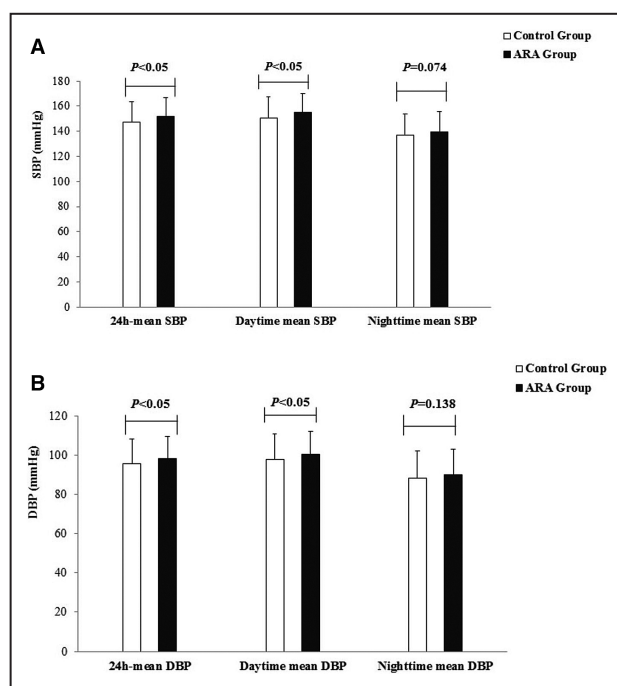 A
Control Group
ARA Group
P<0.05
P<0.05
P=0.074
SBP (mmHg)
180
160
140
120
100
80
60
40
20
0
24h-mean SBP
Daytime mean SBP
Nighttime mean SBP
B
Control Group
ARA Group
P<0.05
P<0.05
P=0.138
DBP (mmHg)
120
100
80
60
40
20
0
24h-mean DBP
Daytime mean DBP
Nighttime mean DBP